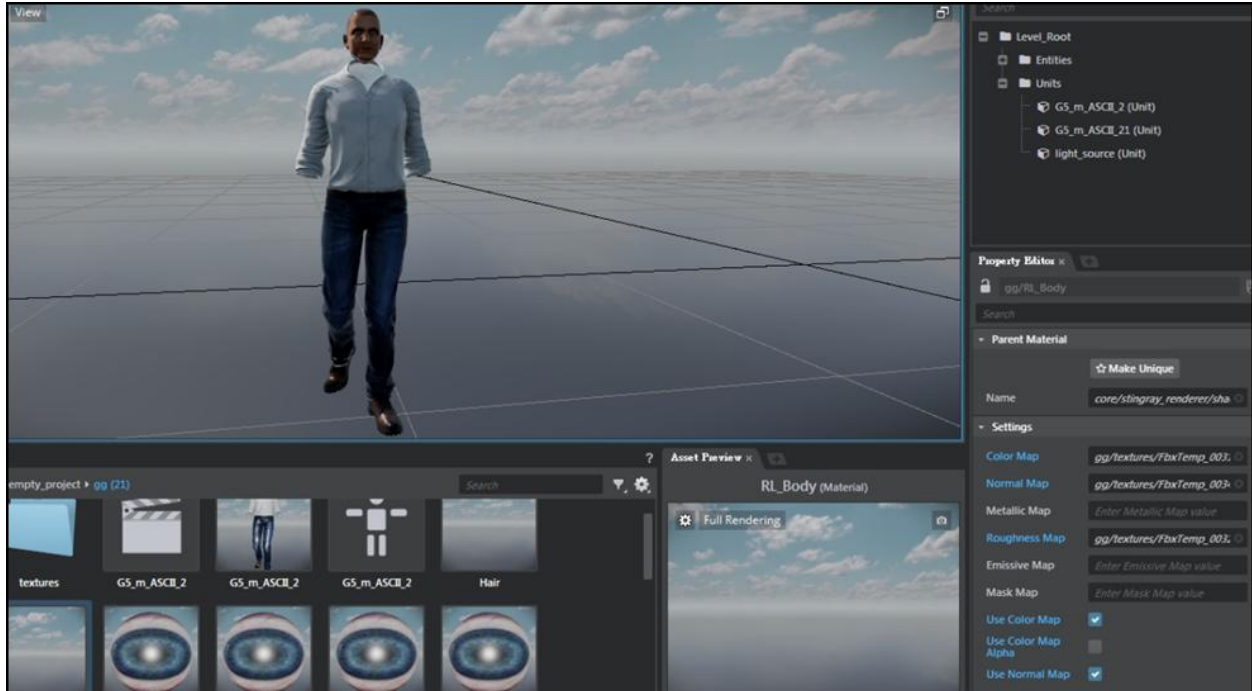 View
Search
Level_Root
Entities
Units
G5_m_ASCII_2 (Unit)
G5_m_ASCII_21 (Unit)
light_source (Unit)
Property Editor ×
gg/RL_Body
Search
Parent Material
Make Unique
Name core/stingray_renderer/sha
Settings
Color Map gg/textures/FbxTemp_003
Normal Map gg/textures/FbxTemp_003
Metallic Map Enter Metallic Map value
Roughness Map gg/textures/FbxTemp_003
Emissive Map Enter Emissive Map value
Mask Map Enter Mask Map value
Use Color Map
Use Color Map
Alpha
Use Normal Map
?
empty_project ▸ gg (21)
Search
textures
G5_m_ASCII_2
G5_m_ASCII_2
G5_m_ASCII_2
Hair
Asset Preview ×
RL_Body (Material)
Full Rendering